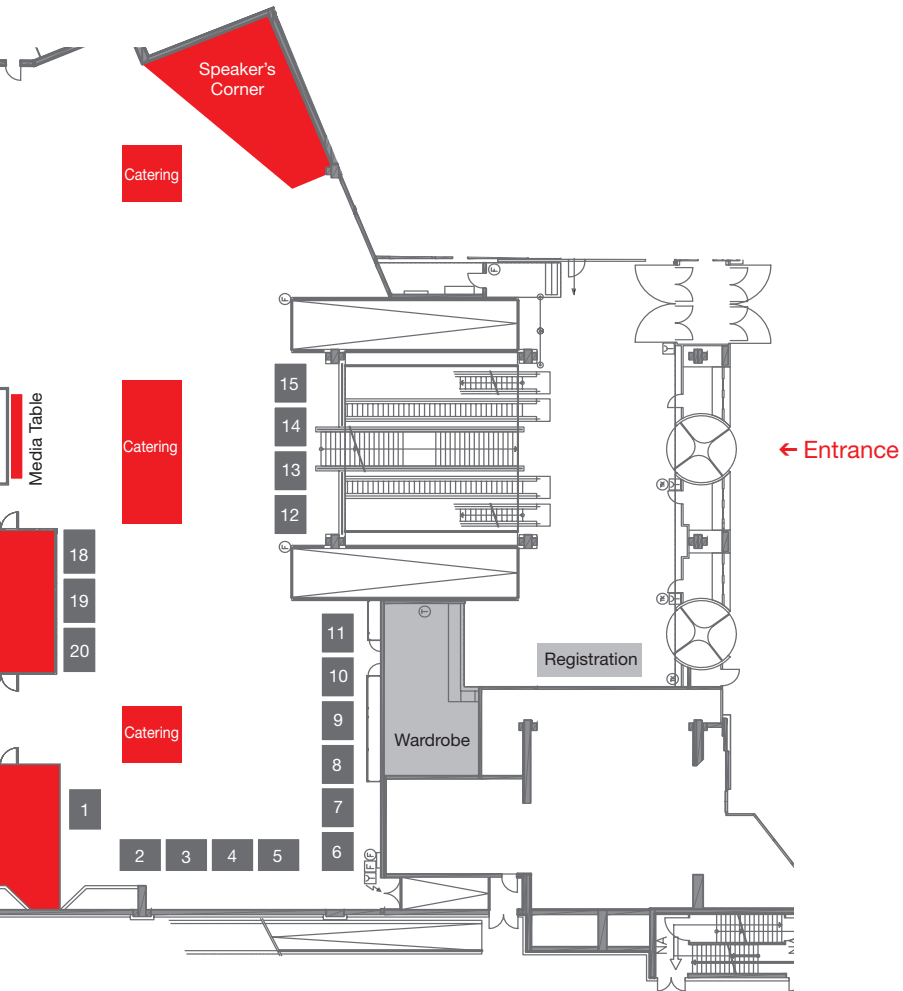 Speaker's
Corner
Catering
F
F
15
14
13
12
← Entrance
Media Table
Catering
F
18
19
20
11
10
9
8
7
6
T
Registration
Wardrobe
Catering
1
2
3
4
5
F
F
Y
NA